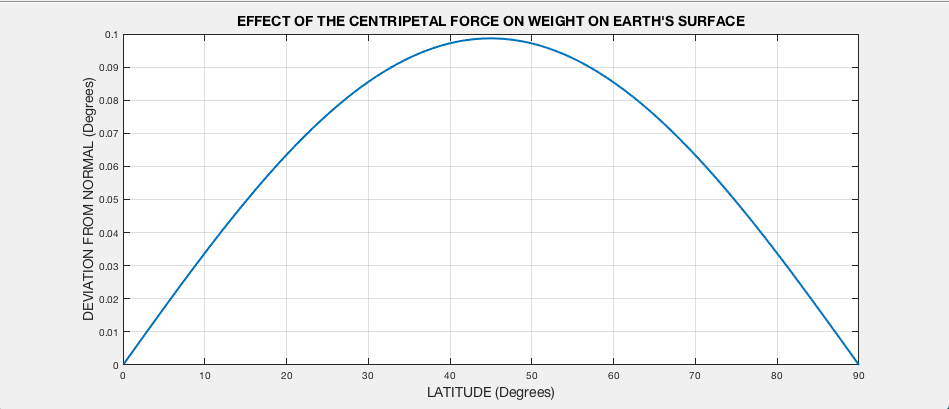 EFFECT OF THE CENTRIPETAL FORCE ON WEIGHT ON EARTH'S SURFACE
DEVIATION FROM NORMAL (Degrees)
0.1
0.09
0.08
0.07
0.06
0.05
0.04
0.03
0.02
0.01
0
0 10 20 30 40 50 60 70 80 90
LATITUDE (Degrees)